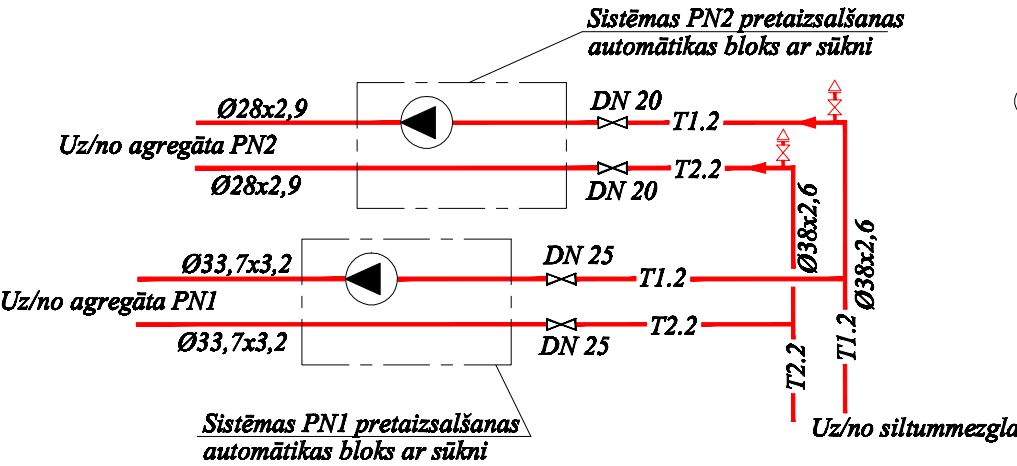 Sistēmas PN2 pretaizsalšanas
automātikas bloks ar sūkni
Ø28x2,9
DN 20
T1.2
Uz/no agregāta PN2
Ø28x2,9
DN 20
T2.2
Ø38x2,6
Ø38x2,6
Ø33,7x3,2
DN 25
T1.2
Uz/no agregāta PN1
Ø33,7x3,2
DN 25
T2.2
T2.2
T1.2
Sistēmas PN1 pretaizsalšanas
automātikas bloks ar sūkni
Uz/no siltummezgla